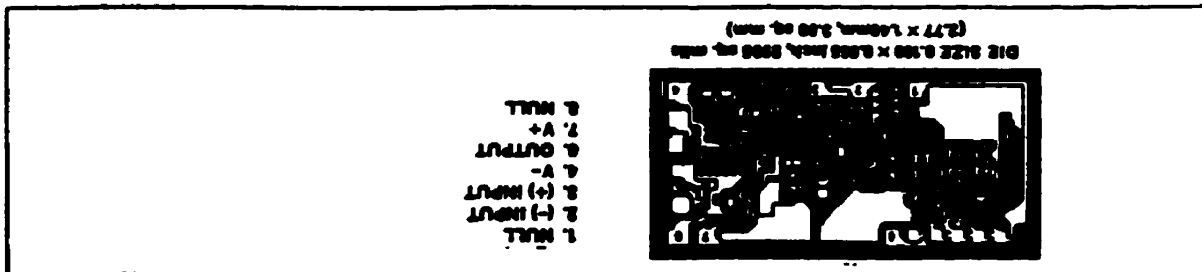 1. NULL
2. (–) INPUT
3. (+) INPUT
4. V–
6. OUTPUT
7. V+
8. NULL
DIE SIZE 0.109 × 0.055 inch, 5995 sq. mils
(2.77 × 1.40mm, 3.88 sq. mm)